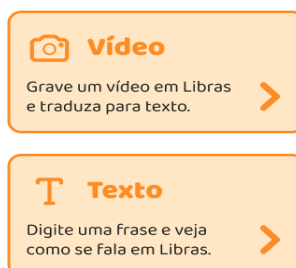 Vídeo
Grave um vídeo em Libras
e traduza para texto.
Texto
Digite uma frase e veja
como se fala em Libras.